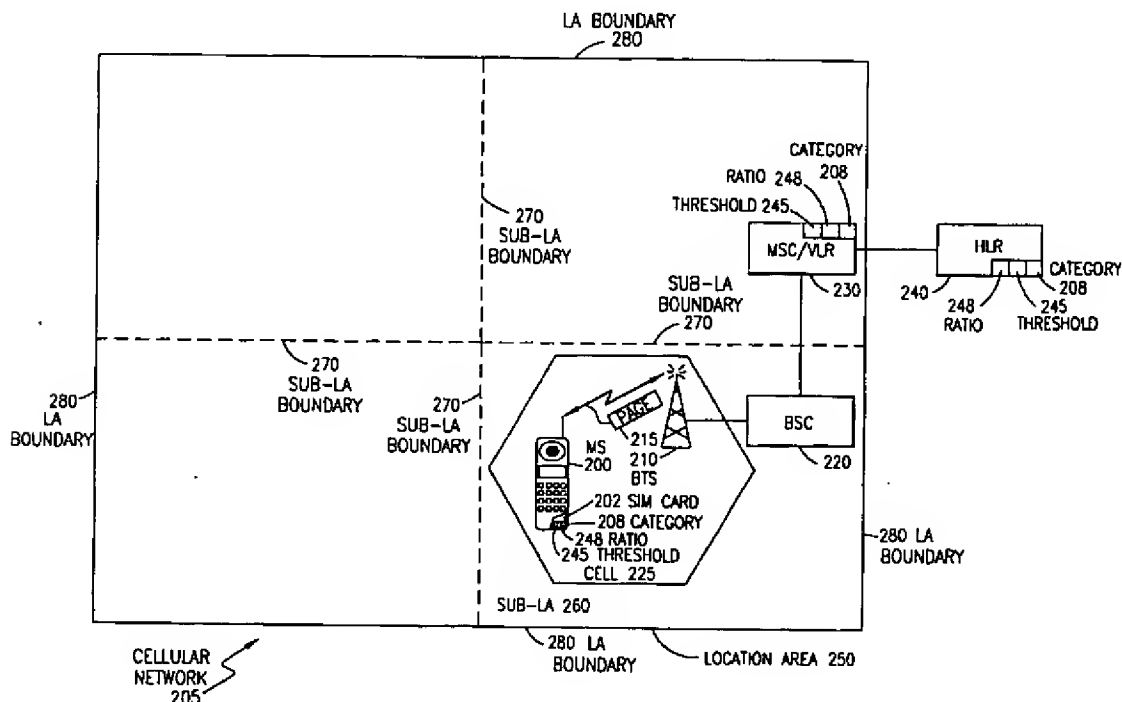 LA BOUNDARY
280
CATEGORY
208
RATIO 248
THRESHOLD 245
MSC/VLR
230
HLR
240
CATEGORY
208
248
RATIO
245
THRESHOLD
270
SUB-LA
BOUNDARY
SUB-LA
BOUNDARY
270
270
SUB-LA
BOUNDARY
280
LA
BOUNDARY
270
SUB-LA
BOUNDARY
PAGE
215
210
BTS
MS
200
BSC
220
202 SIM CARD
208 CATEGORY
248 RATIO
245 THRESHOLD
CELL 225
280 LA
BOUNDARY
SUB-LA 260
280 LA
BOUNDARY
LOCATION AREA 250
CELLULAR
NETWORK
205